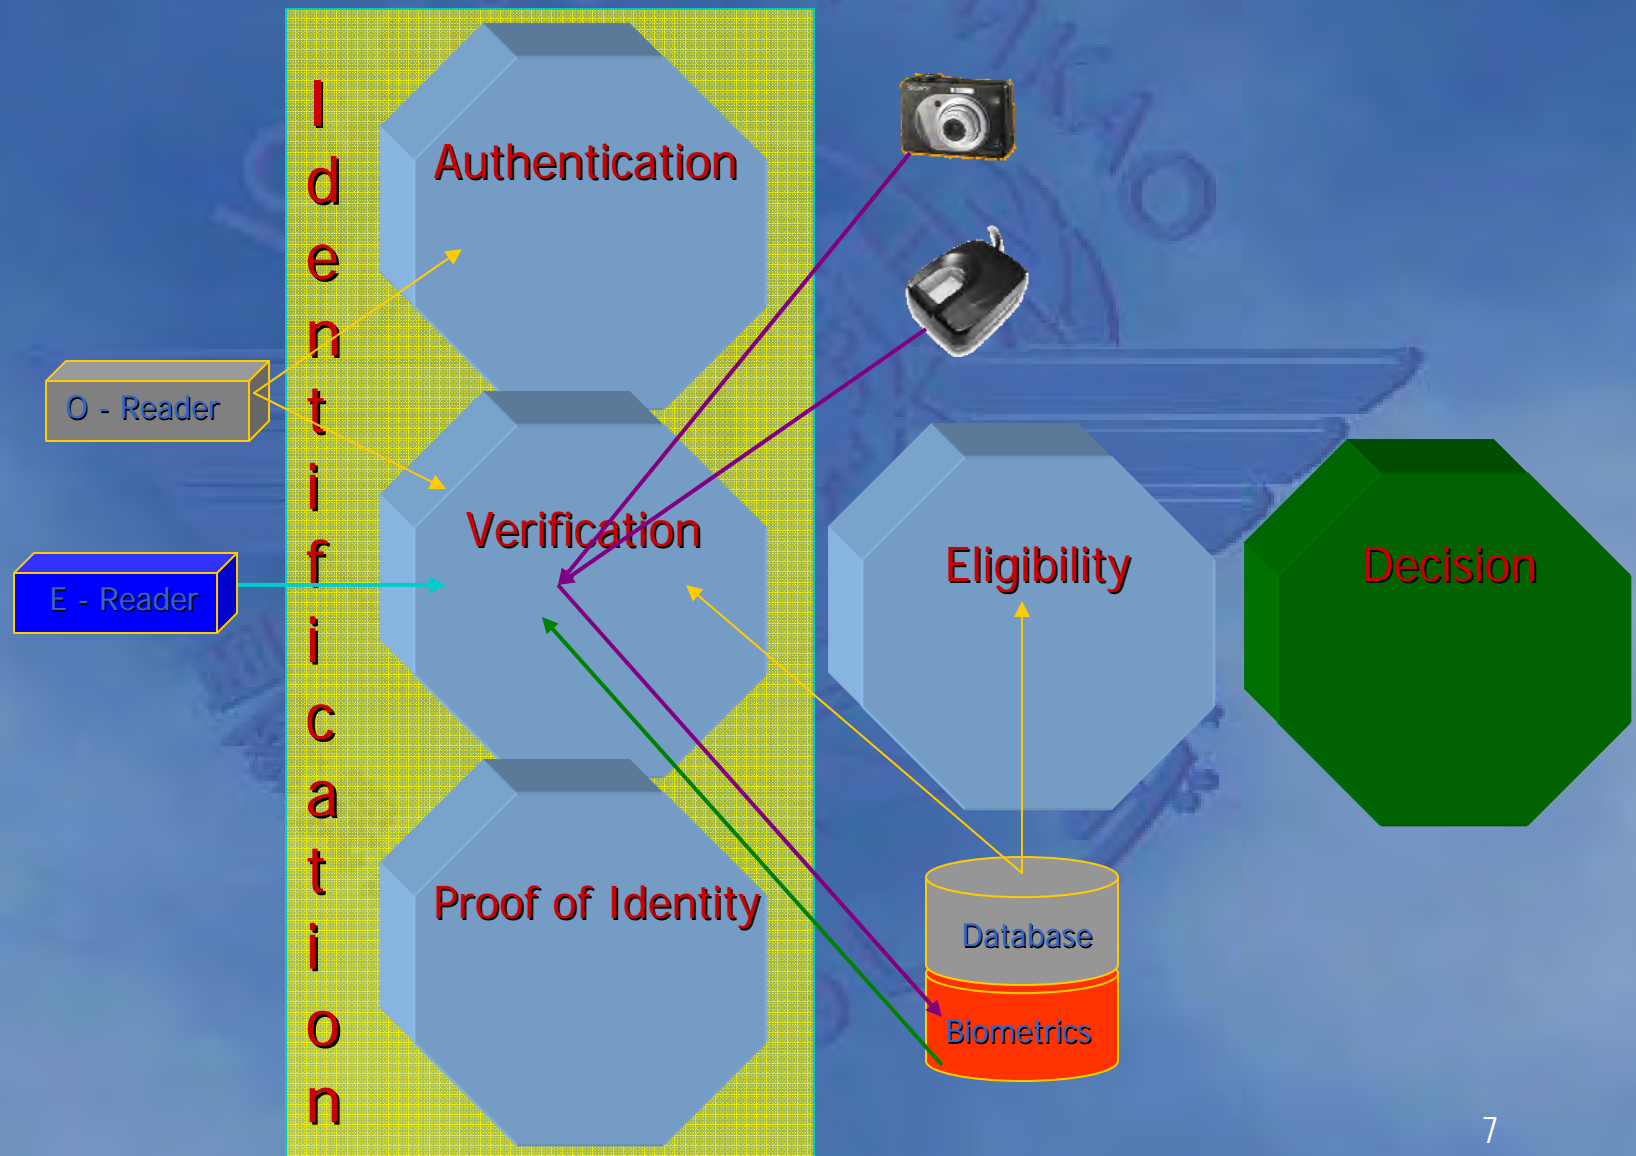 Identification
Authentication
O - Reader
Verification
E - Reader
Eligibility
Decision
Proof of Identity
Database
Biometrics
7